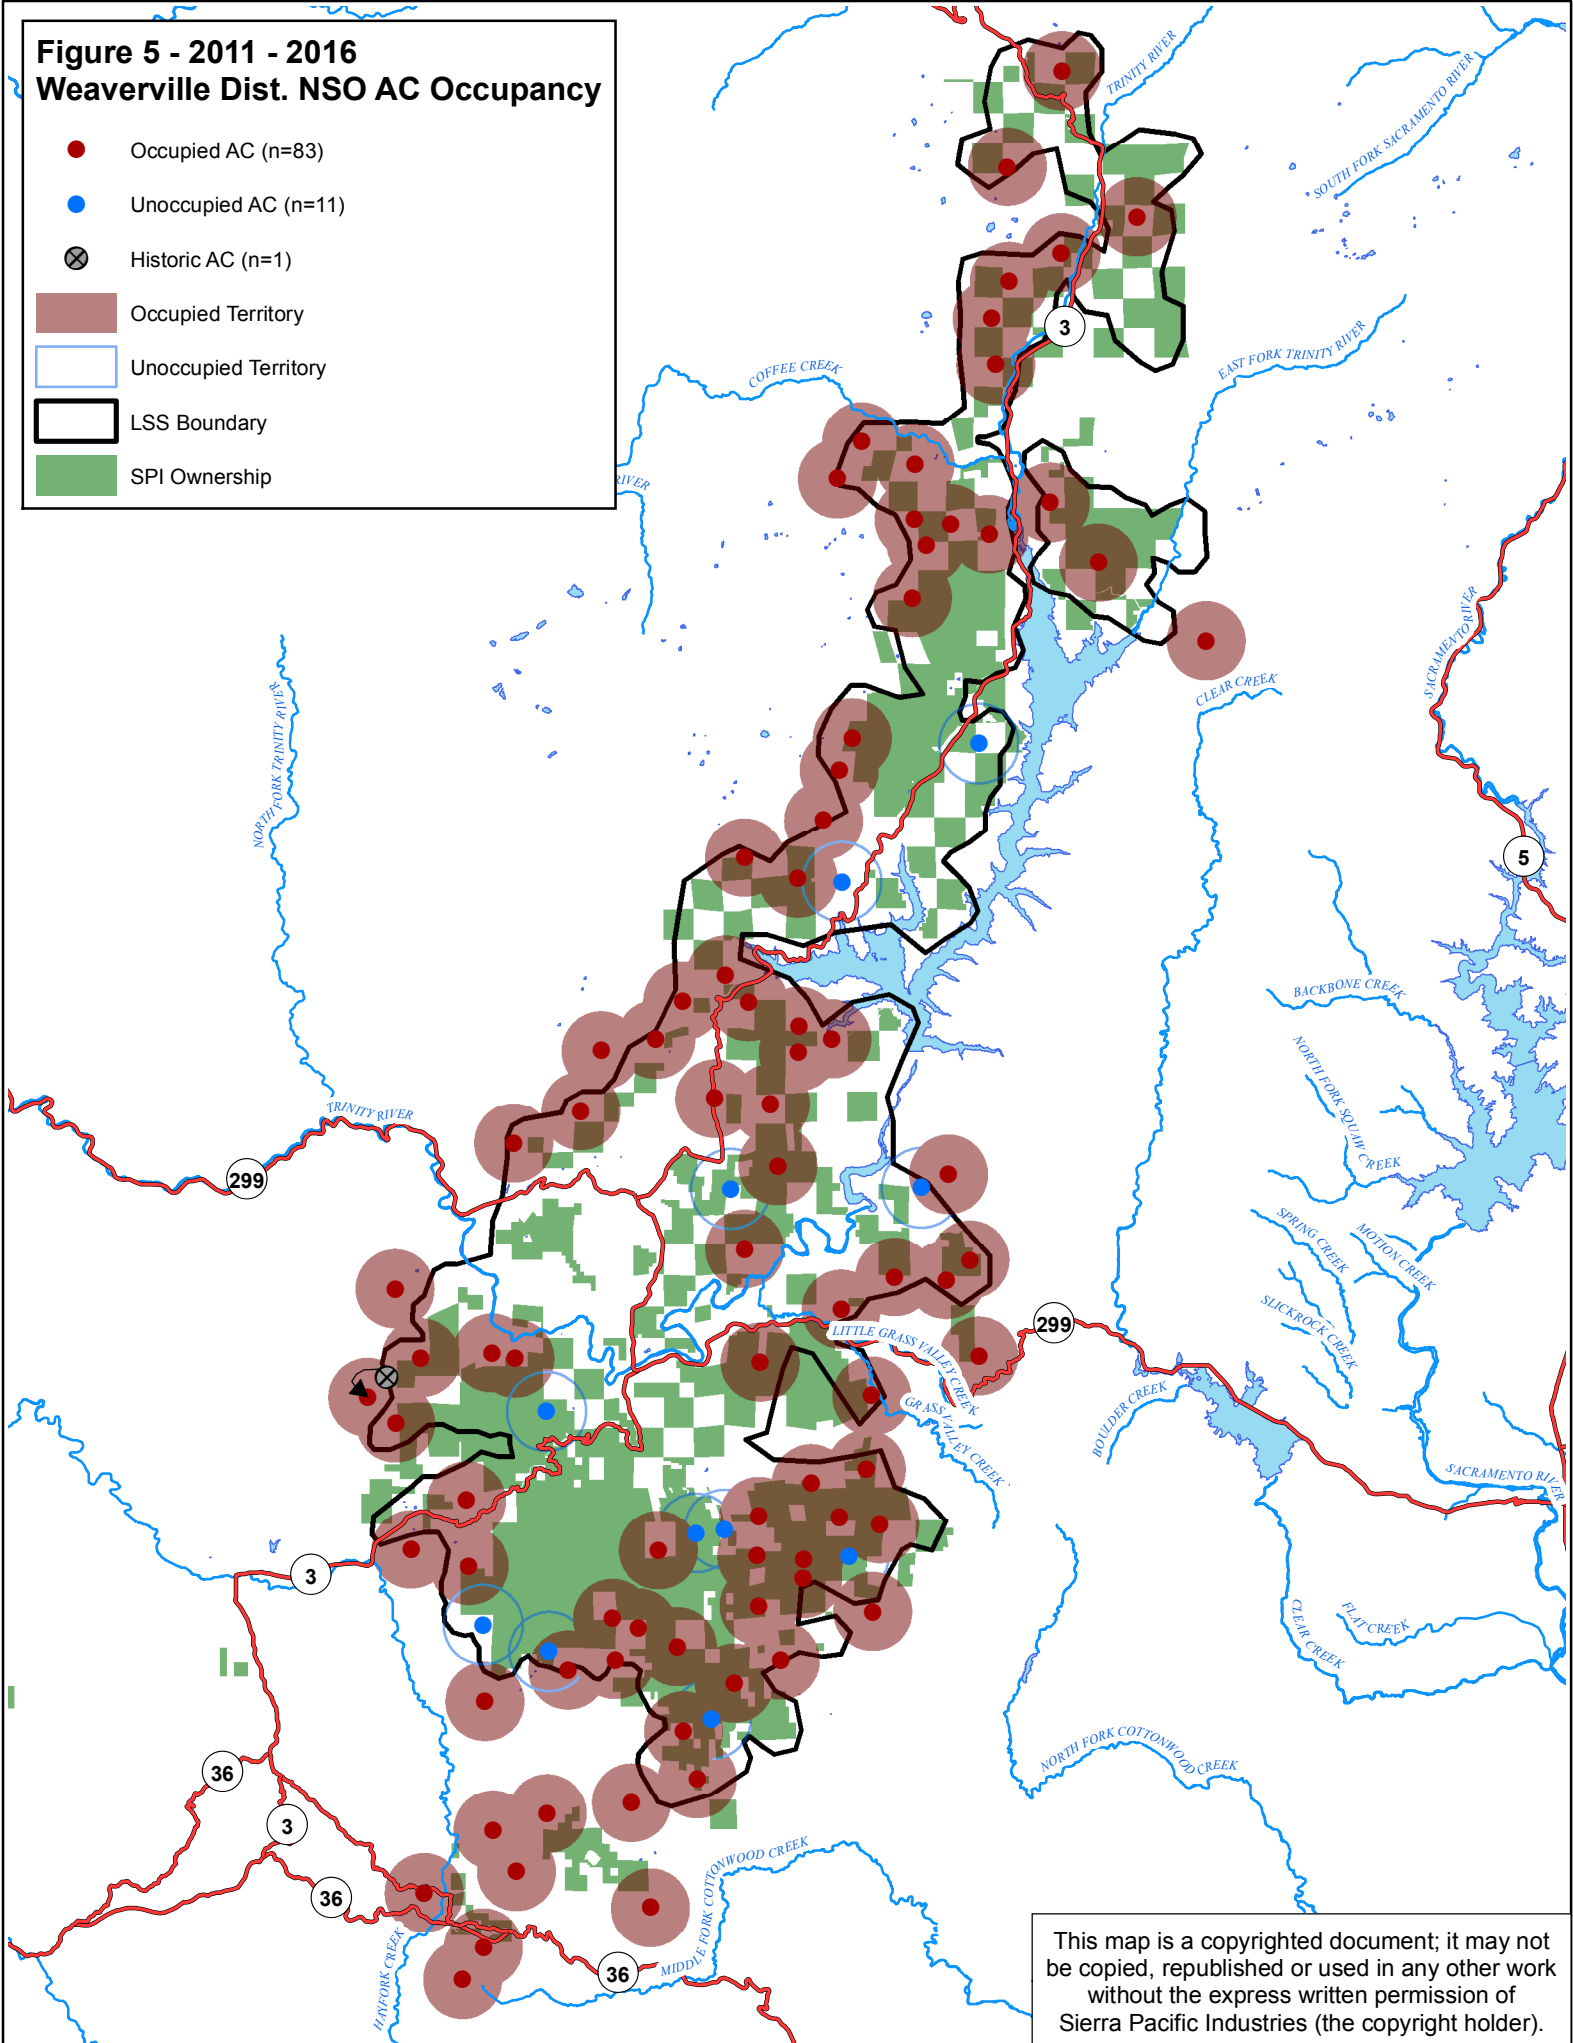 Figure 5 - 2011 - 2016
Weaverville Dist. NSO AC Occupancy
Occupied AC (n=83)
Unoccupied AC (n=11)
Historic AC (n=1)
Occupied Territory
Unoccupied Territory
LSS Boundary
SPI Ownership
TRINITY RIVER
SOUTH FORK SACRAMENTO RIVER
3
EAST FORK TRINITY RIVER
COFFEE CREEK
RIVER
SACRAMENTO RIVER
CLEAR CREEK
NORTH FORK TRINITY RIVER
5
BACKBONE CREEK
NORTH FORK SQUAW CREEK
TRINITY RIVER
299
SPRING CREEK
MOTION CREEK
SLICKROCK CREEK
299
LITTLE GRASS VALLEY CREEK
GRASS VALLEY CREEK
BOULDER CREEK
SACRAMENTO RIVER
3
CLEAR CREEK
FLAT CREEK
NORTH FORK COTTONWOOD CREEK
36
3
36
MIDDLE FORK COTTONWOOD CREEK
HAYFORK CREEK
36
This map is a copyrighted document; it may not
be copied, republished or used in any other work
without the express written permission of
Sierra Pacific Industries (the copyright holder).